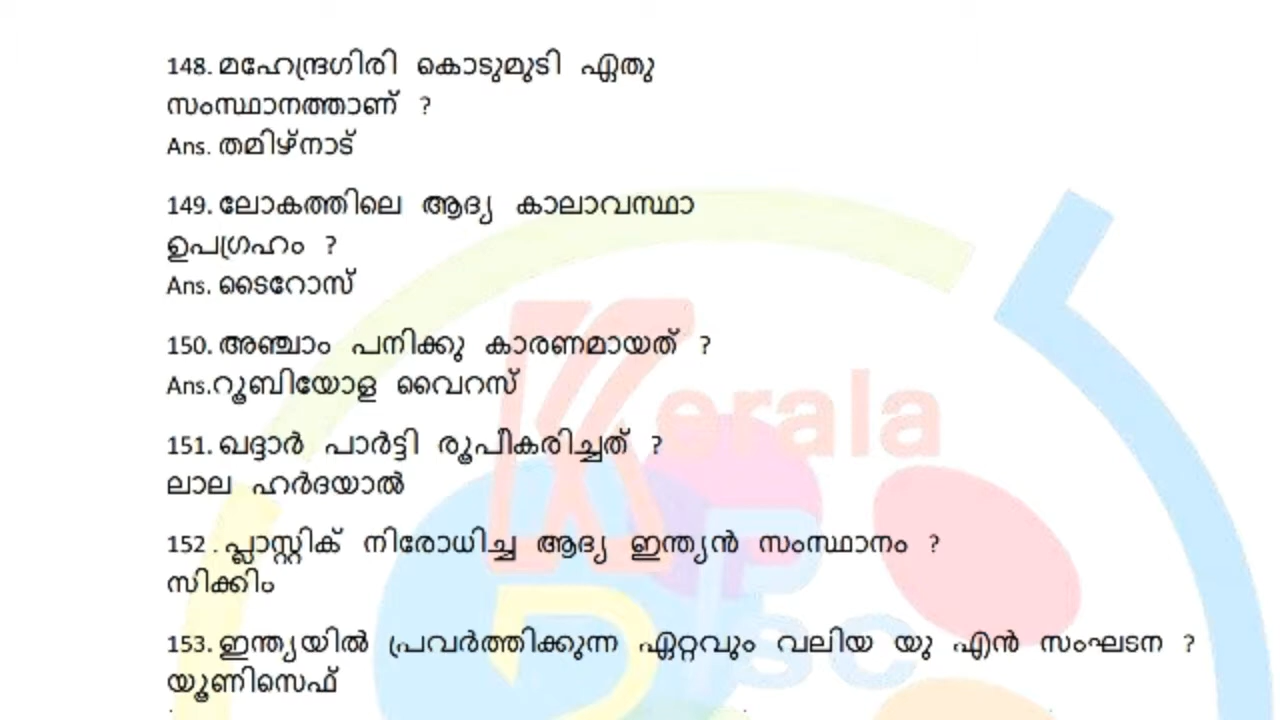 148. മഹേന്ദ്രഗിരി കൊടുമുടി ഏതു
സംസ്ഥാനത്താണ് ?
Ans. തമിഴ്നാട്
149. ലോകത്തിലെ ആദ്യ കാലാവസ്ഥാ
ഉപഗ്രഹം ?
Ans. ടൈറോസ്
150. അഞ്ചാം പനിക്കു കാരണമായത് ?
Ans.റൂബിയോള വൈറസ്
151. ഖദ്ദാർ പാർട്ടി രൂപീകരിച്ചത് ?
ലാല ഹർദയാൽ
152 . പ്ലാസ്റ്റിക് നിരോധിച്ച ആദ്യ ഇന്ത്യൻ സംസ്ഥാനം ?
സിക്കിം
153. ഇന്ത്യയിൽ പ്രവർത്തിക്കുന്ന ഏറ്റവും വലിയ യു എൻ സംഘടന ?
യൂണിസെഫ്
Kerala
PSC